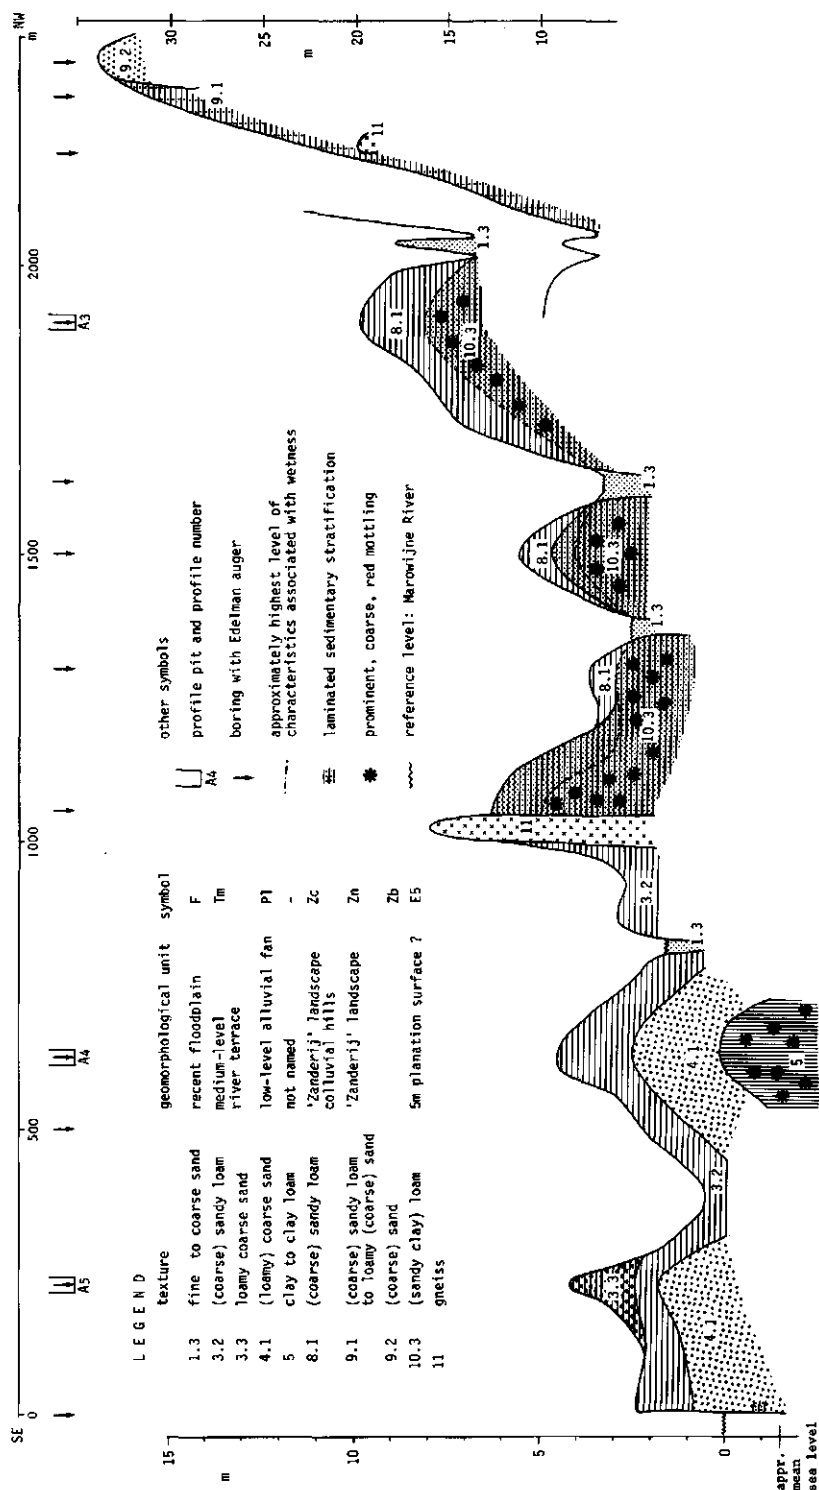 SE
0
500
1000
1500
2000
m
NW
A5
A4
A3
15
10
5
0
m
appr.
mean
sea level
30
20
10
m
LEGEND
texture geomorphological unit symbol
1.3 fine to coarse sand recent floodplain F
3.2 (coarse) sandy loam medium-level Tm
river terrace
3.3 loamy coarse sand
4.1 (loamy) coarse sand low-level alluvial fan Pl
5 clay to clay loam not named -
8.1 (coarse) sandy loam 'Zanderij' landscape Zc
colluvial hills
9.1 (coarse) sandy loam 'Zanderij' landscape Zn
to loamy (coarse) sand
9.2 (coarse) sand Zb
10.3 (sandy clay) loam 5m planation surface ? E5
11 gneiss
other symbols
A4 profile pit and profile number
boring with Edelman auger
approximately highest level of
characteristics associated with wetness
laminated sedimentary stratification
prominent, coarse, red mottling
reference level: Marowijne River
3.3
4.1
3.2
4.1
5
1.3
3.2
11
10.3
8.1
1.3
8.1
10.3
1.3
10.3
8.1
1.3
11
9.1
9.2